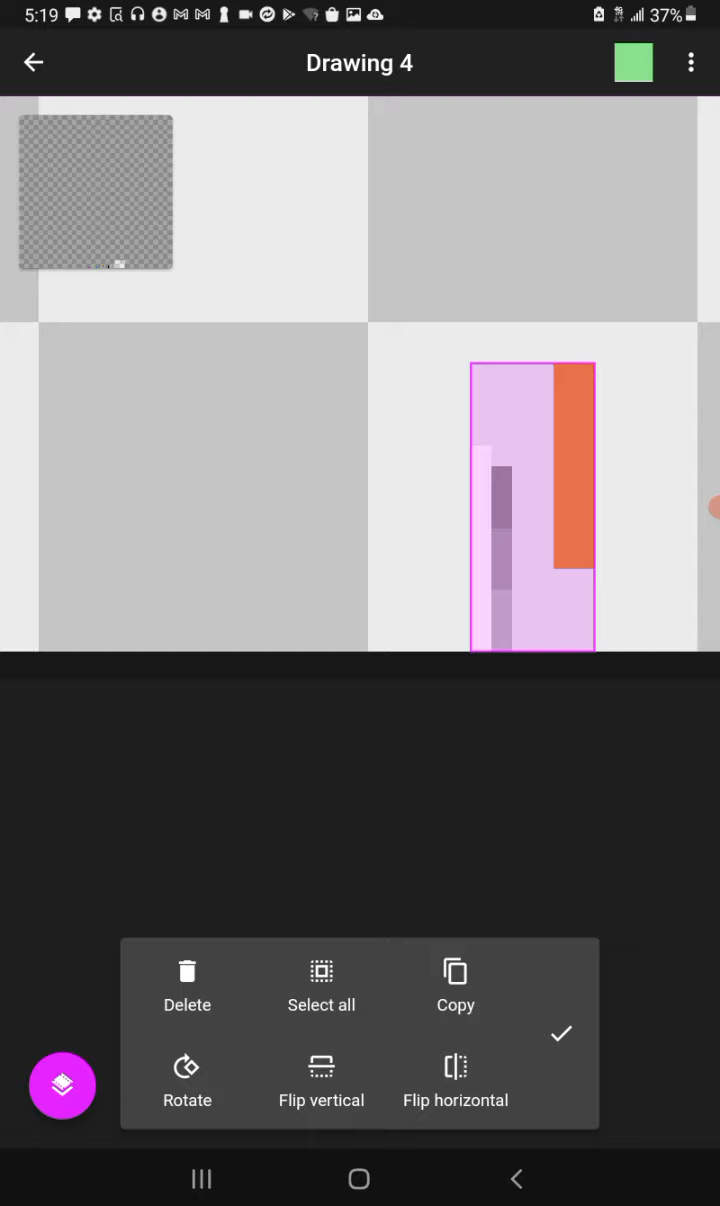 5:19 37%
Drawing 4
Delete Select all Copy
Rotate Flip vertical Flip horizontal